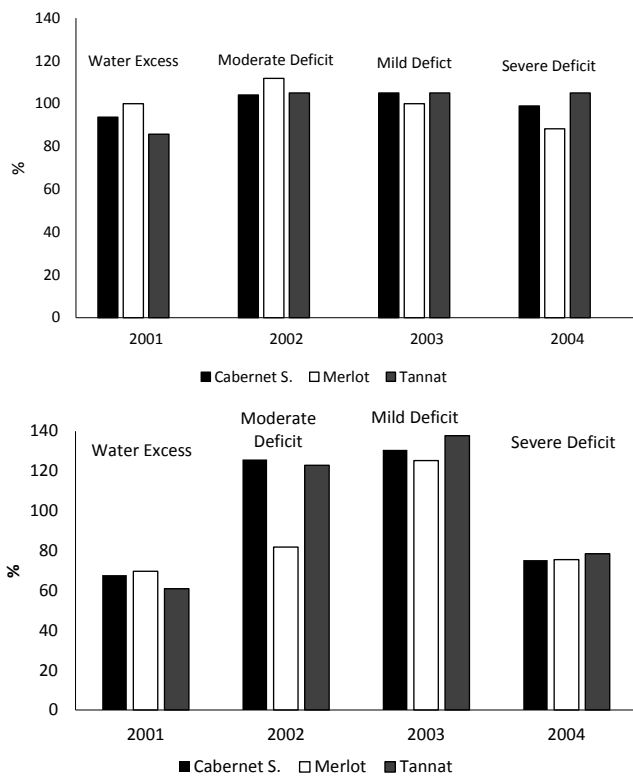 140
120
100
80
60
40
20
0
%
Water Excess
Moderate Deficit
Mild Defict
Severe Deficit
2001
2002
2003
2004
Cabernet S.
Merlot
Tannat
140
120
100
80
60
40
20
0
%
Water Excess
Moderate
Deficit
Mild Deficit
Severe Deficit
2001
2002
2003
2004
Cabernet S.
Merlot
Tannat